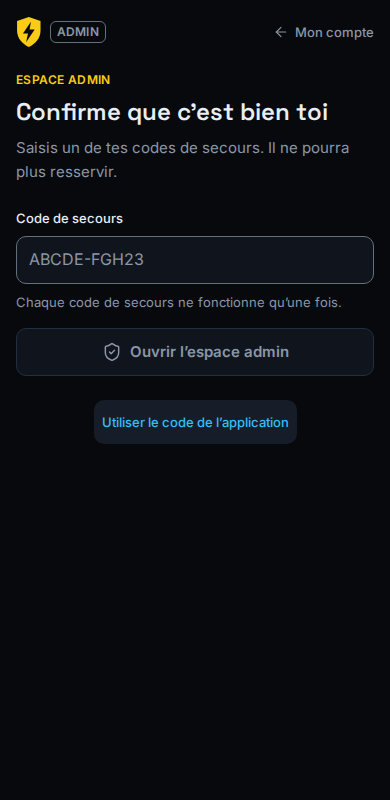 ADMIN
Mon compte
ESPACE ADMIN
Confirme que c’est bien toi
Saisis un de tes codes de secours. Il ne pourra
plus resservir.
Code de secours
ABCDE-FGH23
Chaque code de secours ne fonctionne qu’une fois.
Ouvrir l’espace admin
Utiliser le code de l’application